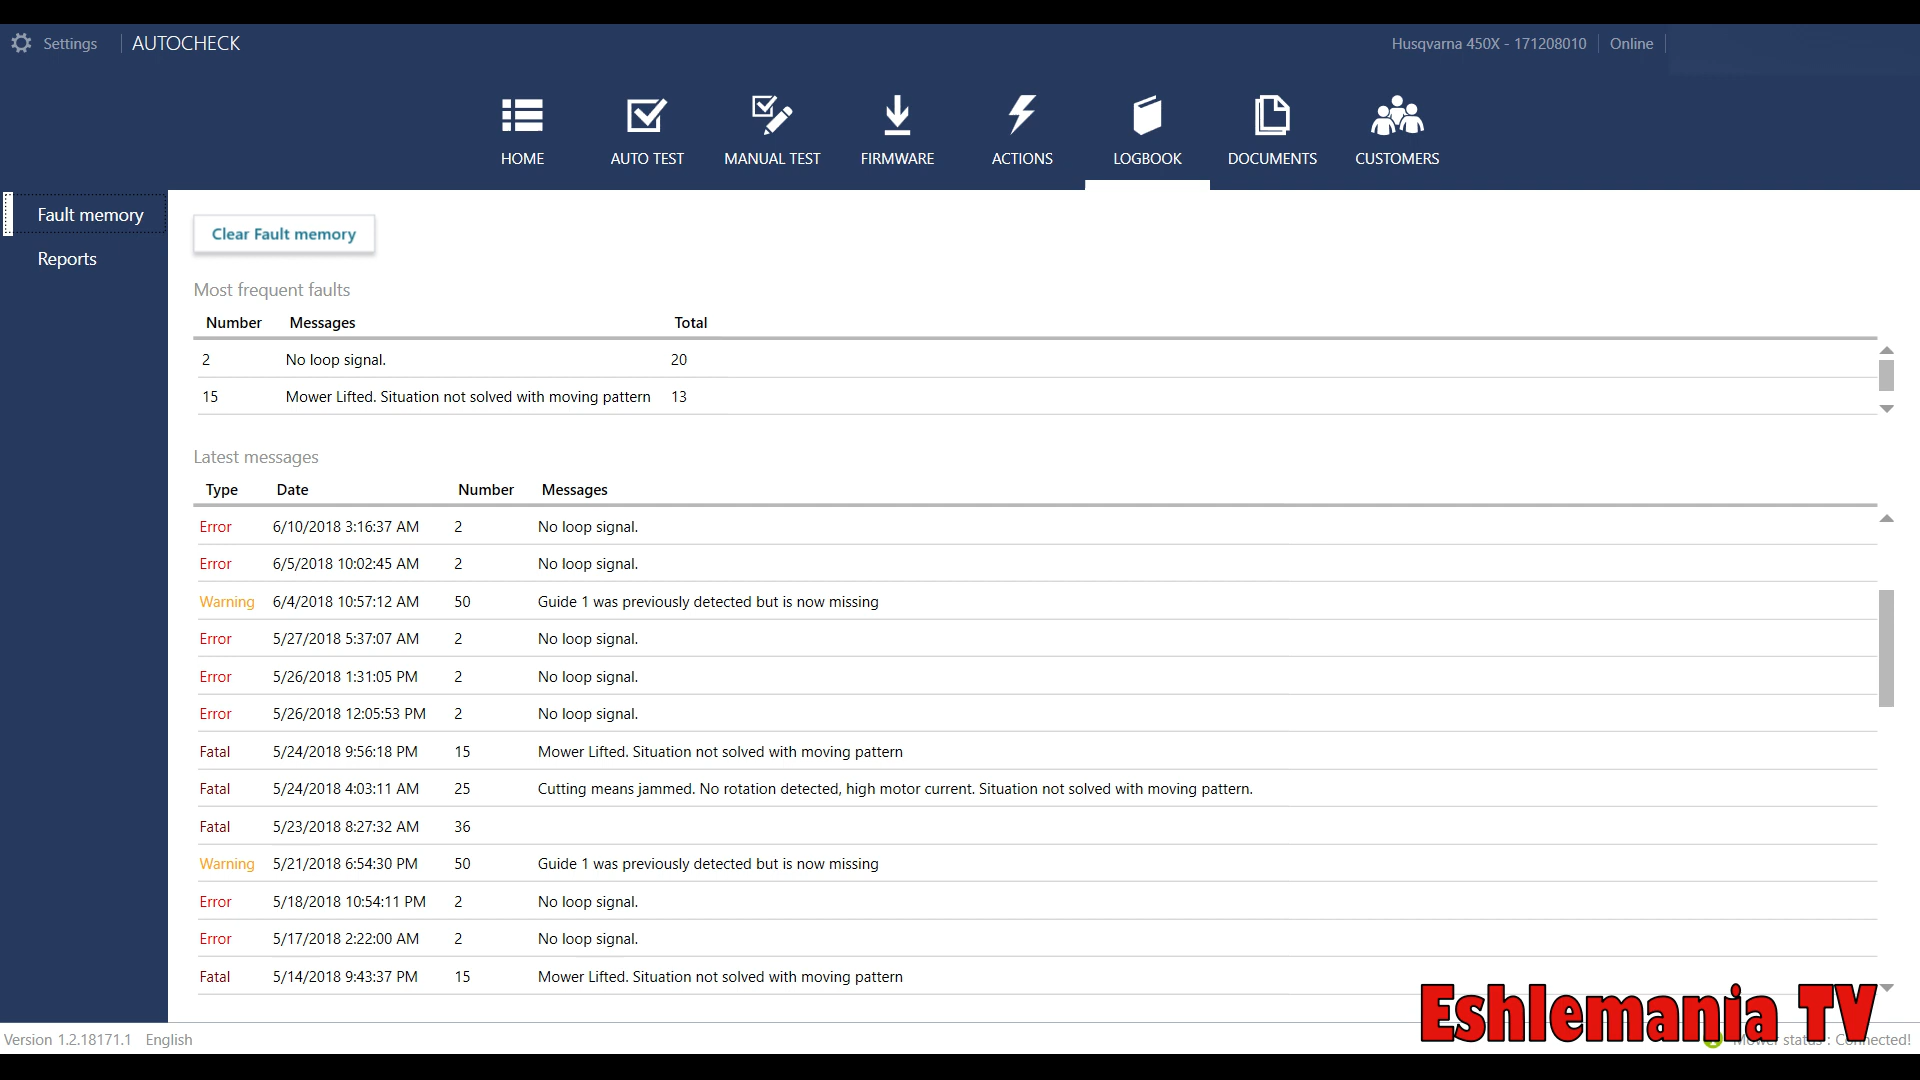 Settings AUTOCHECK Husqvarna 450X - 171208010 Online
HOME AUTO TEST MANUAL TEST FIRMWARE ACTIONS LOGBOOK DOCUMENTS CUSTOMERS
Fault memory
Reports
Clear Fault memory
Most frequent faults
Number Messages Total
2 No loop signal. 20
15 Mower Lifted. Situation not solved with moving pattern 13
Latest messages
Type Date Number Messages
Error 6/10/2018 3:16:37 AM 2 No loop signal.
Error 6/5/2018 10:02:45 AM 2 No loop signal.
Warning 6/4/2018 10:57:12 AM 50 Guide 1 was previously detected but is now missing
Error 5/27/2018 5:37:07 AM 2 No loop signal.
Error 5/26/2018 1:31:05 PM 2 No loop signal.
Error 5/26/2018 12:05:53 PM 2 No loop signal.
Fatal 5/24/2018 9:56:18 PM 15 Mower Lifted. Situation not solved with moving pattern
Fatal 5/24/2018 4:03:11 AM 25 Cutting means jammed. No rotation detected, high motor current. Situation not solved with moving pattern.
Fatal 5/23/2018 8:27:32 AM 36
Warning 5/21/2018 6:54:30 PM 50 Guide 1 was previously detected but is now missing
Error 5/18/2018 10:54:11 PM 2 No loop signal.
Error 5/17/2018 2:22:00 AM 2 No loop signal.
Fatal 5/14/2018 9:43:37 PM 15 Mower Lifted. Situation not solved with moving pattern
Eshlemania TV
Version 1.2.18171.1 English Mower status : Connected!